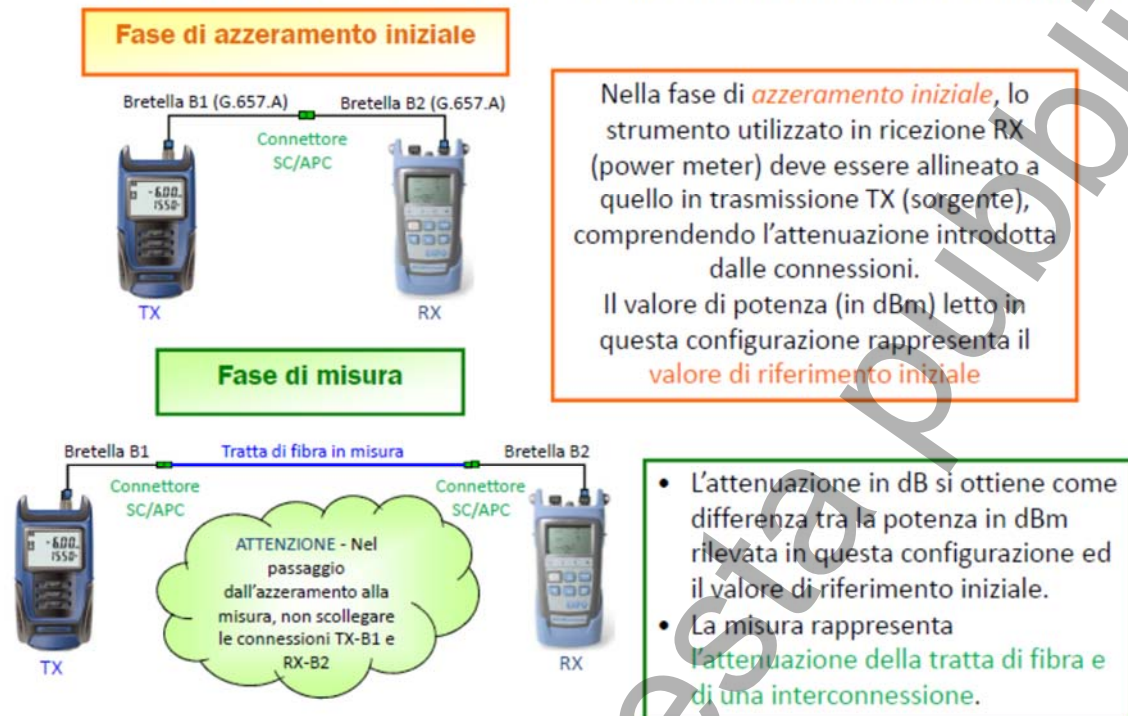 Fase di azzeramento iniziale
Bretella B1 (G.657.A)
Bretella B2 (G.657.A)
Connettore
SC/APC
- 6.00
1550
TX
RX
Nella fase di azzeramento iniziale, lo
strumento utilizzato in ricezione RX
(power meter) deve essere allineato a
quello in trasmissione TX (sorgente),
comprendendo l'attenuazione introdotta
dalle connessioni.
Il valore di potenza (in dBm) letto in
questa configurazione rappresenta il
valore di riferimento iniziale
Fase di misura
Bretella B1
Tratta di fibra in misura
Bretella B2
Connettore
SC/APC
Connettore
SC/APC
- 6.00
1550
ATTENZIONE - Nel
passaggio
dall'azzeramento alla
misura, non scollegare
le connessioni TX-B1 e
RX-B2
EXFO
TX
RX
• L'attenuazione in dB si ottiene come
differenza tra la potenza in dBm
rilevata in questa configurazione ed
il valore di riferimento iniziale.
• La misura rappresenta
l'attenuazione della tratta di fibra e
di una interconnessione.